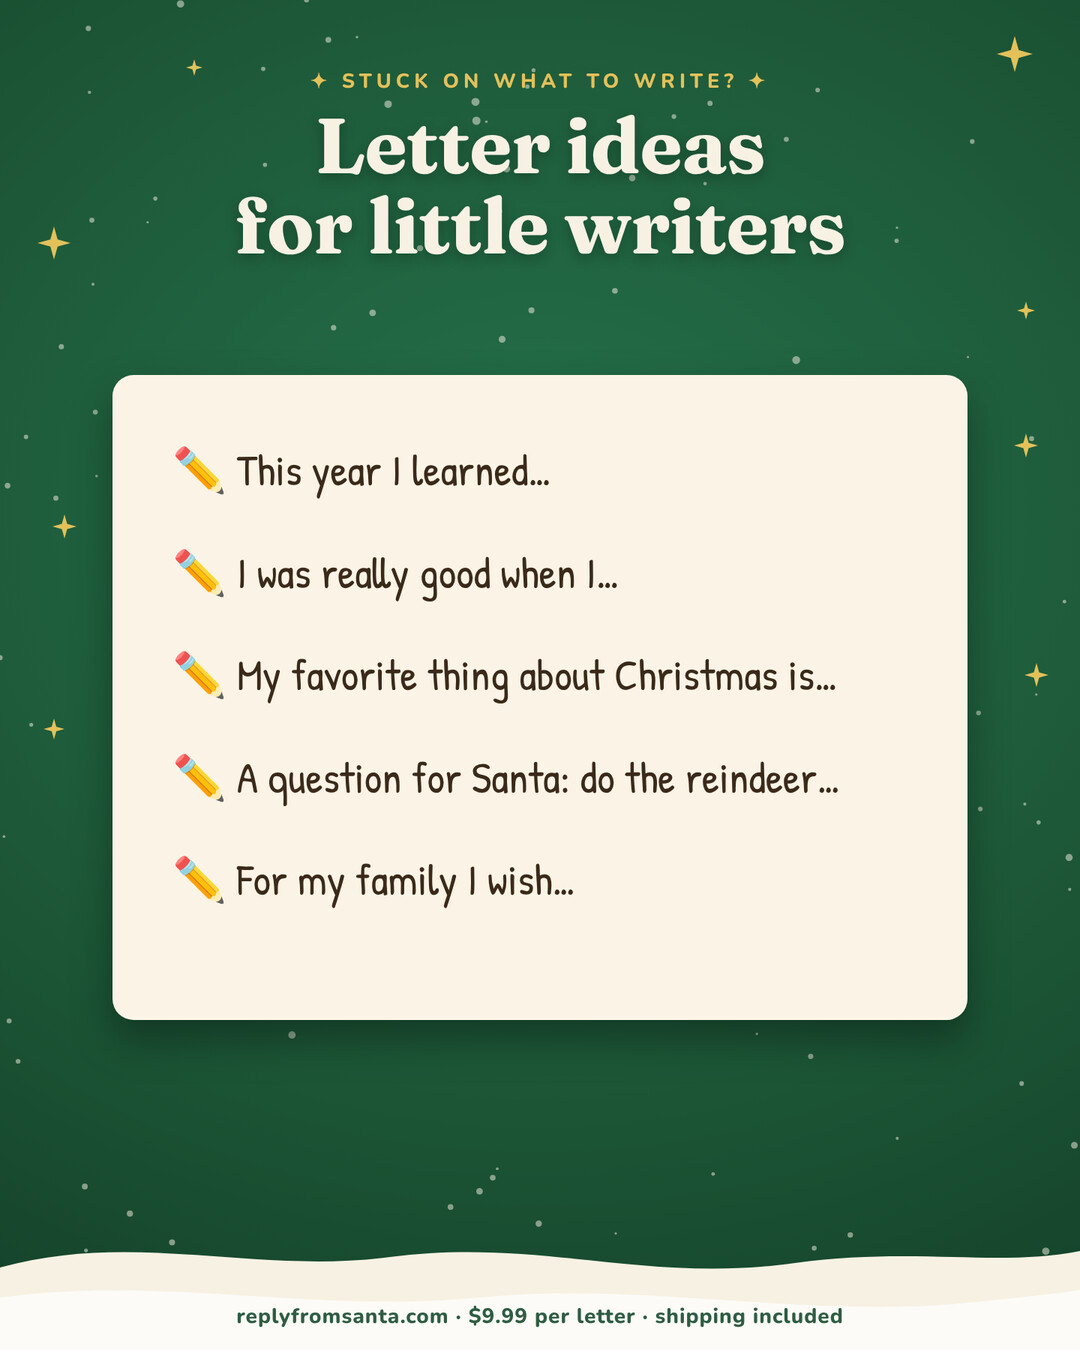 ✦ STUCK ON WHAT TO WRITE? ✦
Letter ideas
for little writers
✏️ This year I learned...
✏️ I was really good when I...
✏️ My favorite thing about Christmas is...
✏️ A question for Santa: do the reindeer...
✏️ For my family I wish...
replyfromsanta.com · $9.99 per letter · shipping included